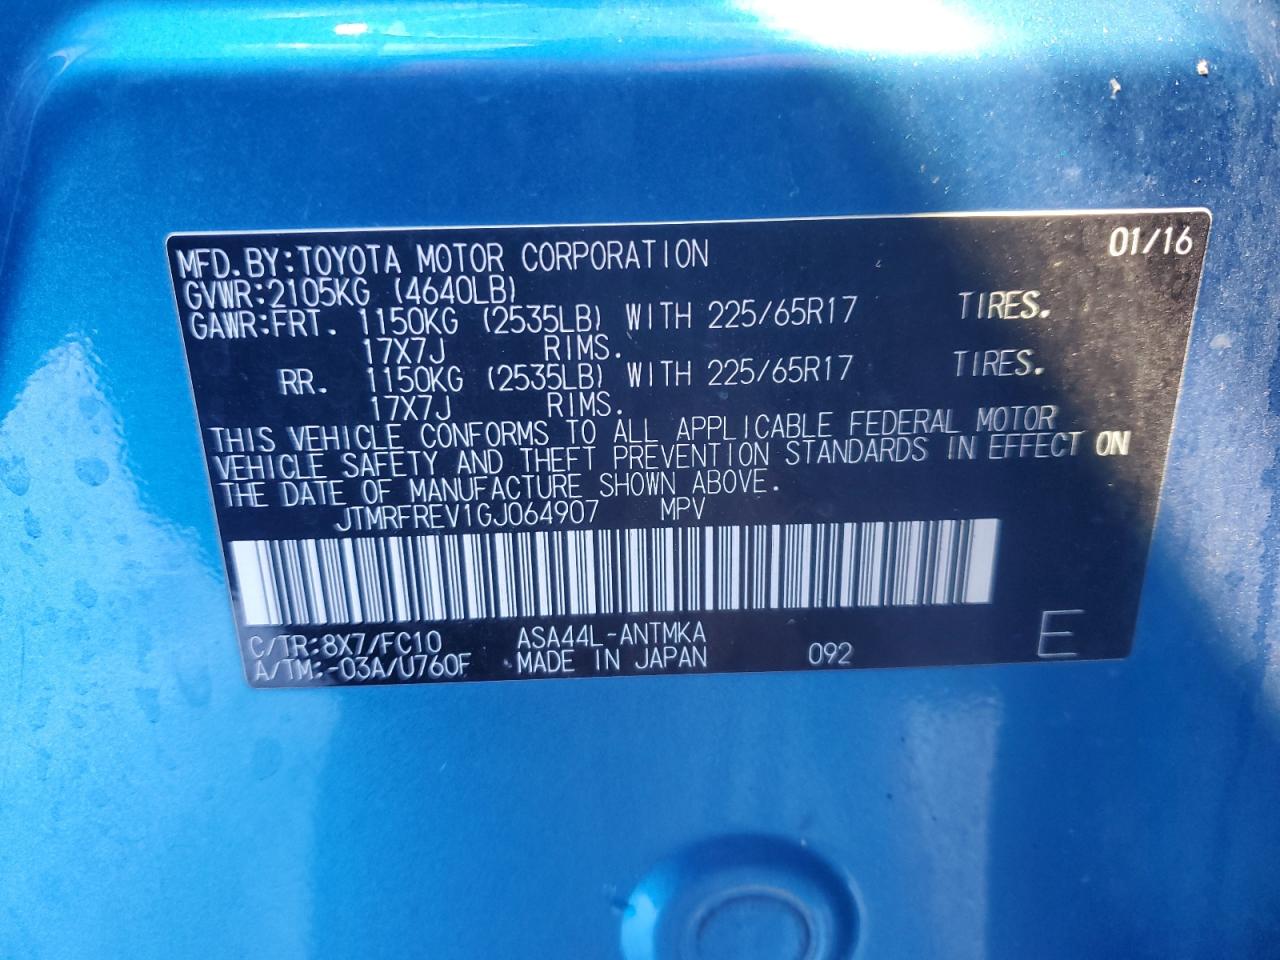 MFD.BY:TOYOTA MOTOR CORPORATION 01/16
GVWR:2105KG (4640LB)
GAWR:FRT. 1150KG (2535LB) WITH 225/65R17 TIRES.
17X7J RIMS.
RR. 1150KG (2535LB) WITH 225/65R17 TIRES.
17X7J RIMS.
THIS VEHICLE CONFORMS TO ALL APPLICABLE FEDERAL MOTOR
VEHICLE SAFETY AND THEFT PREVENTION STANDARDS IN EFFECT ON
THE DATE OF MANUFACTURE SHOWN ABOVE.
JTMRFREV1GJ064907 MPV
C/TR:8X7/FC10 ASA44L-ANTMKA
A/TM:-03A/U760F MADE IN JAPAN 092 E